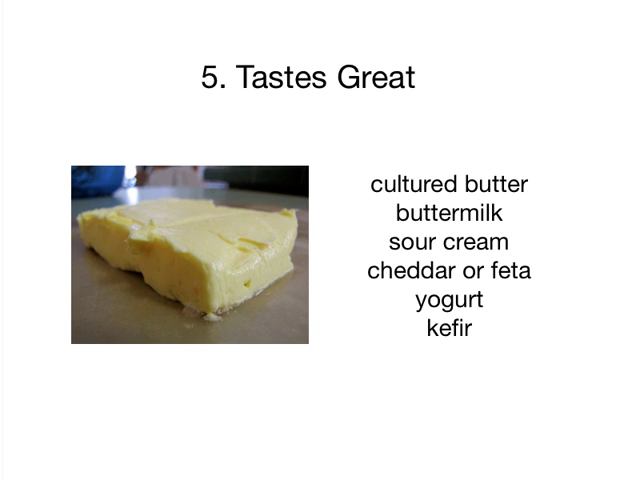 5. Tastes Great
cultured butter
buttermilk
sour cream
cheddar or feta
yogurt
kefir